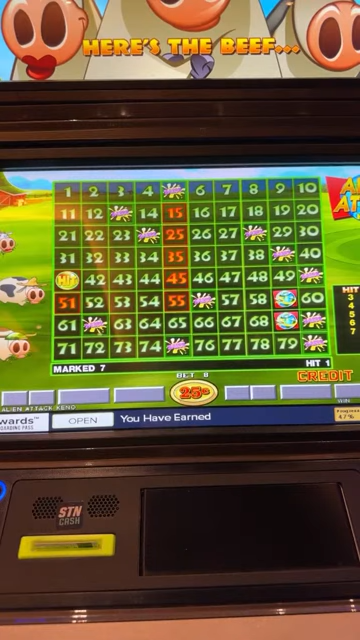 HERE'S THE BEEF...
1 2 3 4 6 7 8 9 10
11 12 14 15 16 17 18 19 20
21 22 23 25 26 27 29 30
31 32 33 34 35 36 37 38 40
HIT 42 43 44 45 46 47 48 49
51 52 53 54 55 57 58 60
61 63 64 65 66 67 68
71 72 73 74 76 77 78 79
HIT
3
4
5
6
7
MARKED 7
HIT 1
BET 8
25¢
CREDIT
WIN
ALIEN ATTACK KENO
OPEN
You Have Earned
STN
CASH